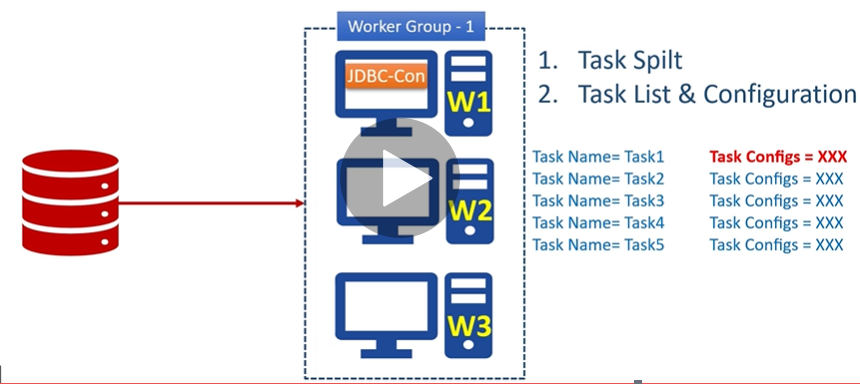 Worker Group - 1
JDBC-Con
W1
W2
W3
1. Task Spilt
2. Task List & Configuration
Task Name= Task1 Task Configs = XXX
Task Name= Task2 Task Configs = XXX
Task Name= Task3 Task Configs = XXX
Task Name= Task4 Task Configs = XXX
Task Name= Task5 Task Configs = XXX